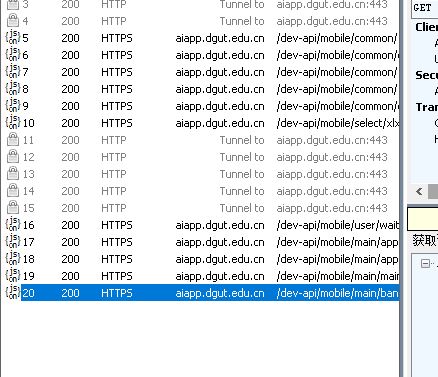 3 200 HTTP Tunnel to aiapp.dgut.edu.cn:443
GET
4 200 HTTP Tunnel to aiapp.dgut.edu.cn:443
Clie
5 200 HTTPS aiapp.dgut.edu.cn /dev-api/mobile/common/
6 200 HTTPS aiapp.dgut.edu.cn /dev-api/mobile/common/
7 200 HTTPS aiapp.dgut.edu.cn /dev-api/mobile/common/
Secu
8 200 HTTPS aiapp.dgut.edu.cn /dev-api/mobile/common/
9 200 HTTPS aiapp.dgut.edu.cn /dev-api/mobile/common/
Tran
10 200 HTTPS aiapp.dgut.edu.cn /dev-api/mobile/select/xlx
11 200 HTTP Tunnel to aiapp.dgut.edu.cn:443
12 200 HTTP Tunnel to aiapp.dgut.edu.cn:443
13 200 HTTP Tunnel to aiapp.dgut.edu.cn:443
14 200 HTTP Tunnel to aiapp.dgut.edu.cn:443
15 200 HTTP Tunnel to aiapp.dgut.edu.cn:443
16 200 HTTPS aiapp.dgut.edu.cn /dev-api/mobile/user/wait
17 200 HTTPS aiapp.dgut.edu.cn /dev-api/mobile/main/app
获取
18 200 HTTPS aiapp.dgut.edu.cn /dev-api/mobile/main/app
19 200 HTTPS aiapp.dgut.edu.cn /dev-api/mobile/main/main
20 200 HTTPS aiapp.dgut.edu.cn /dev-api/mobile/main/ban